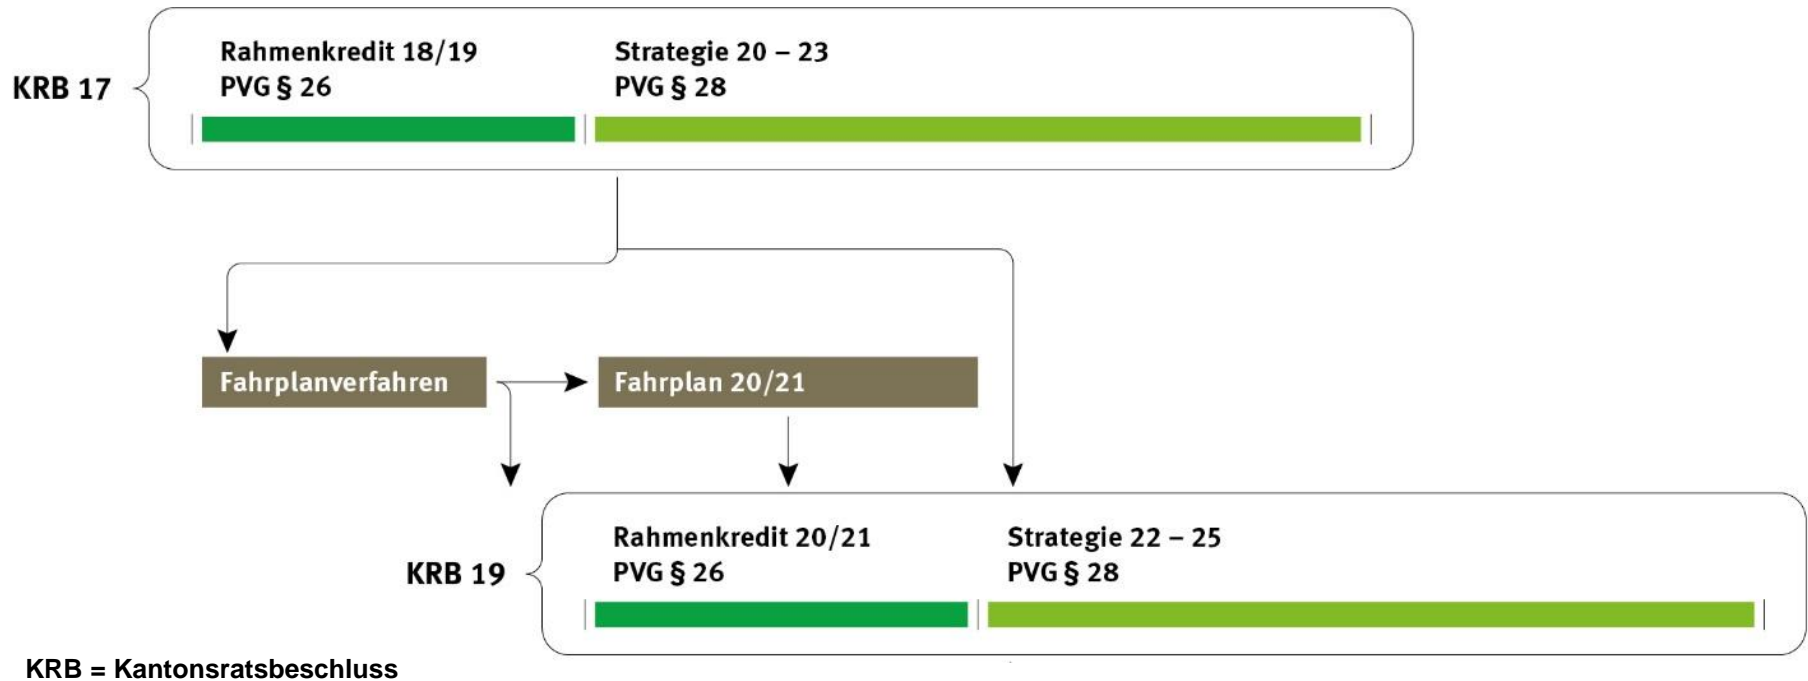 KRB 17
Rahmenkredit 18/19
PVG § 26
Strategie 20 – 23
PVG § 28
Fahrplanverfahren
Fahrplan 20/21
KRB 19
Rahmenkredit 20/21
PVG § 26
Strategie 22 – 25
PVG § 28
KRB = Kantonsratsbeschluss